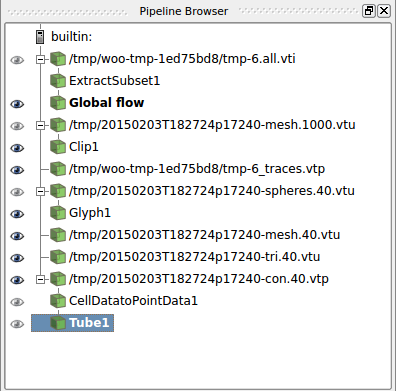 Pipeline Browser
builtin:
/tmp/woo-tmp-1ed75bd8/tmp-6.all.vti
ExtractSubset1
Global flow
/tmp/20150203T182724p17240-mesh.1000.vtu
Clip1
/tmp/woo-tmp-1ed75bd8/tmp-6_traces.vtp
/tmp/20150203T182724p17240-spheres.40.vtu
Glyph1
/tmp/20150203T182724p17240-mesh.40.vtu
/tmp/20150203T182724p17240-tri.40.vtu
/tmp/20150203T182724p17240-con.40.vtp
CellDatatoPointData1
Tube1